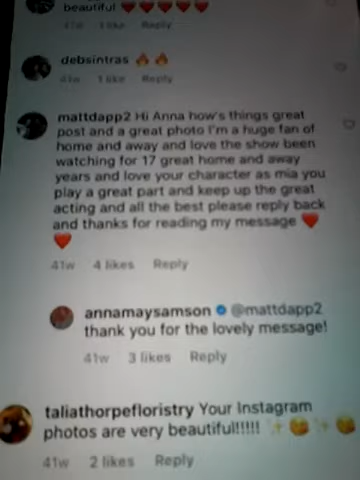 beautiful ❤️❤️❤️❤️❤️
41w 1 like Reply
debsintras 🔥🔥
41w 1 like Reply
mattdapp2 Hi Anna how's things great
post and a great photo I'm a huge fan of
home and away and love the show been
watching for 17 great home and away
years and love your character as mia you
play a great part and keep up the great
acting and all the best please reply back
and thanks for reading my message ❤️
❤️
41w 4 likes Reply
annamaysamson @mattdapp2
thank you for the lovely message!
41w 3 likes Reply
taliathorpefloristry Your Instagram
photos are very beautiful!!!!! ✨😘✨😘
41w 2 likes Reply